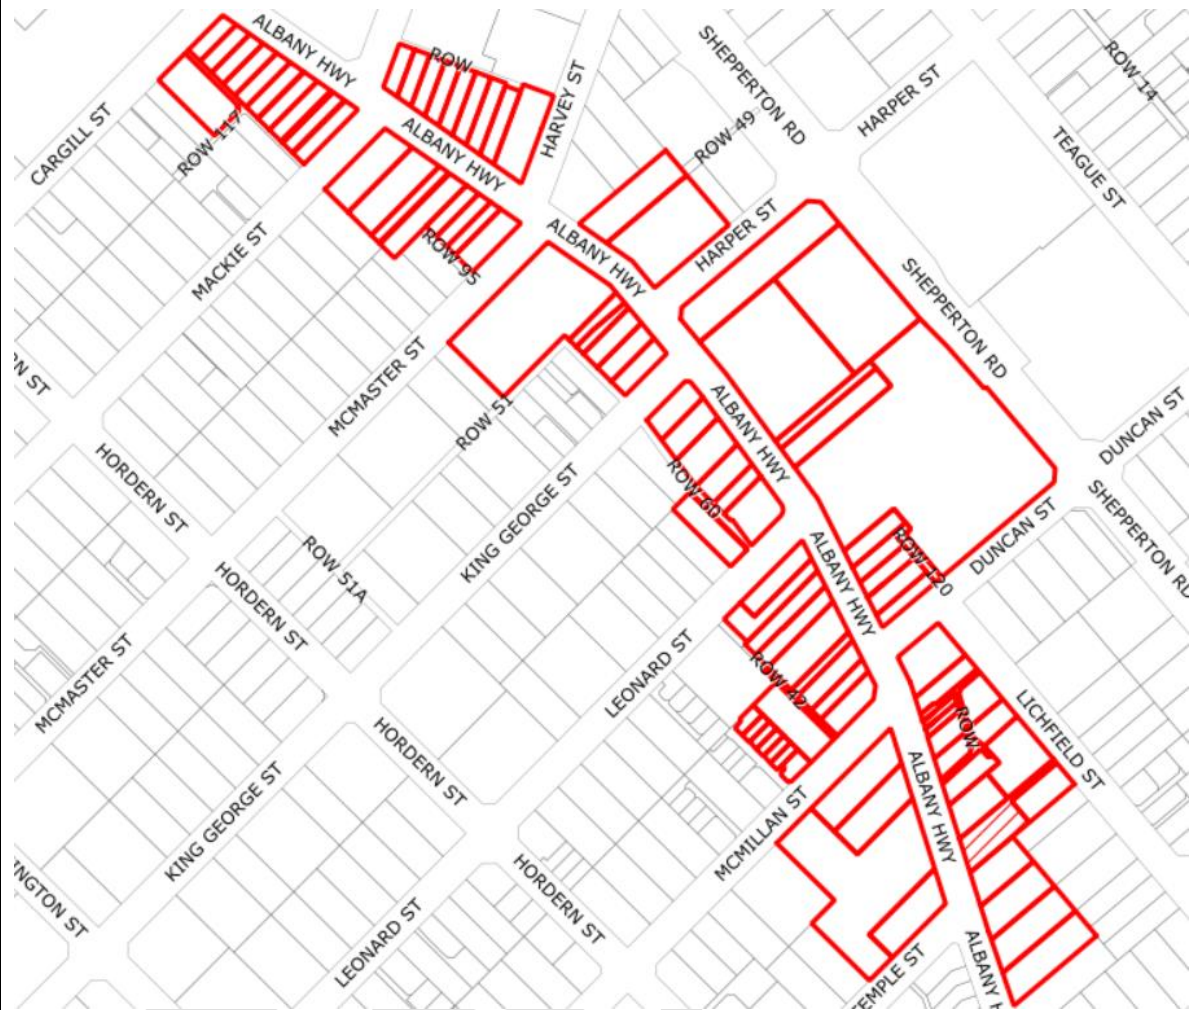 ALBANY HWY
ROW
SHEPPERTON RD
ROW 14
HARVEY ST
HARPER ST
CARGILL ST
ROW 117
ALBANY HWY
ROW 49
TEAGUE ST
MACKIE ST
ROW 95
ALBANY HWY
HARPER ST
SHEPPERTON RD
RN ST
MCMASTER ST
ROW 51
ALBANY HWY
DUNCAN ST
HORDERN ST
ROW 60
KING GEORGE ST
SHEPPERTON RD
DUNCAN ST
ROW 51A
ALBANY HWY
ROW 120
HORDERN ST
MCMASTER ST
LEONARD ST
ROW 42
LICHFIELD ST
ROW
HORDERN ST
KING GEORGE ST
ALBANY HWY
MCMILLAN ST
INGTON ST
HORDERN ST
LEONARD ST
TEMPLE ST
ALBANY H